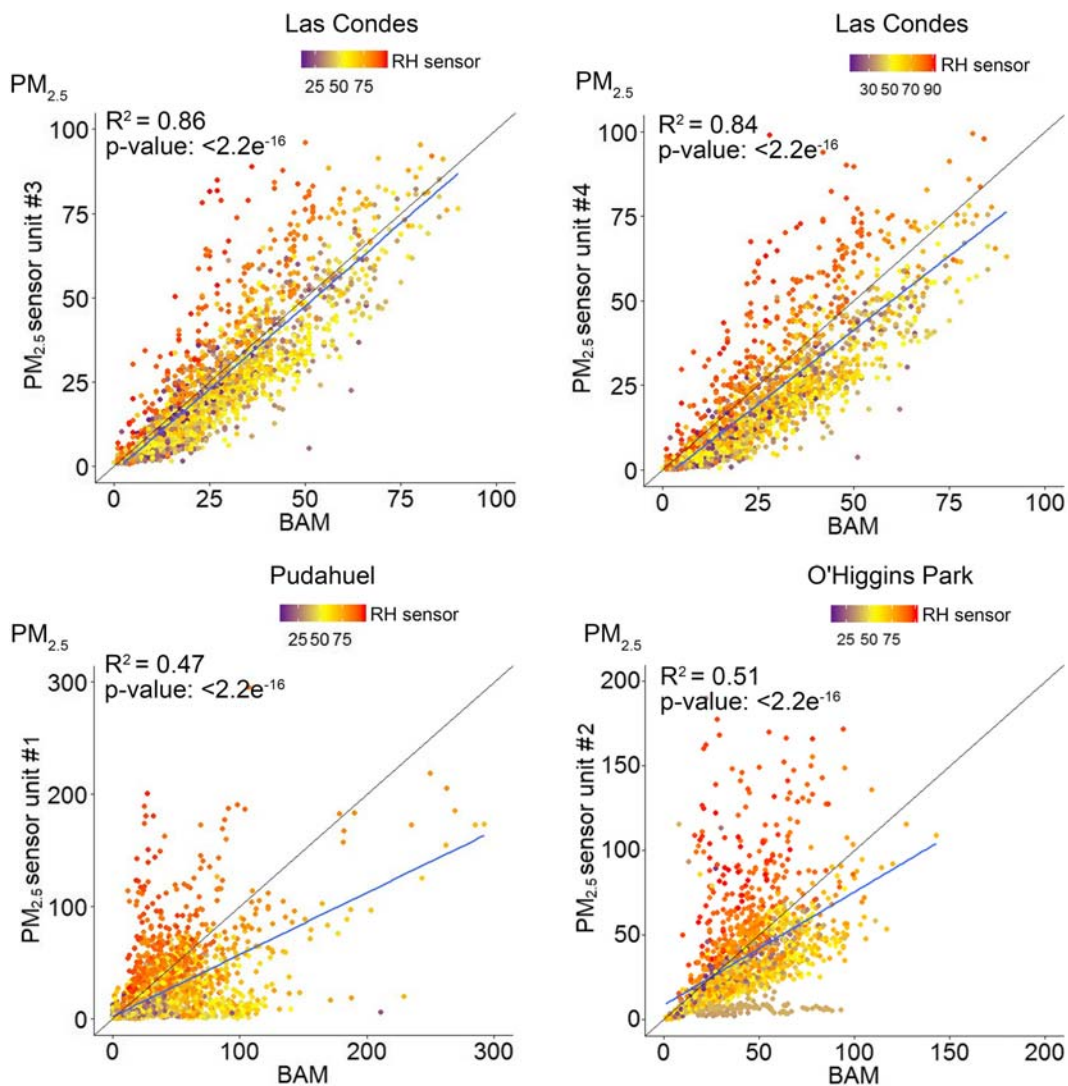 Las Condes
RH sensor
25 50 75
PM2.5
R² = 0.86
p-value: <2.2e-16
100
75
50
25
0
PM2.5 sensor unit #3
0 25 50 75 100
BAM
Las Condes
RH sensor
30 50 70 90
PM2.5
R² = 0.84
p-value: <2.2e-16
100
75
50
25
0
PM2.5 sensor unit #4
0 25 50 75 100
BAM
Pudahuel
RH sensor
25 50 75
PM2.5
R² = 0.47
p-value: <2.2e-16
300
200
100
0
PM2.5 sensor unit #1
0 100 200 300
BAM
O'Higgins Park
RH sensor
25 50 75
PM2.5
R² = 0.51
p-value: <2.2e-16
200
150
100
50
0
PM2.5 sensor unit #2
0 50 100 150 200
BAM